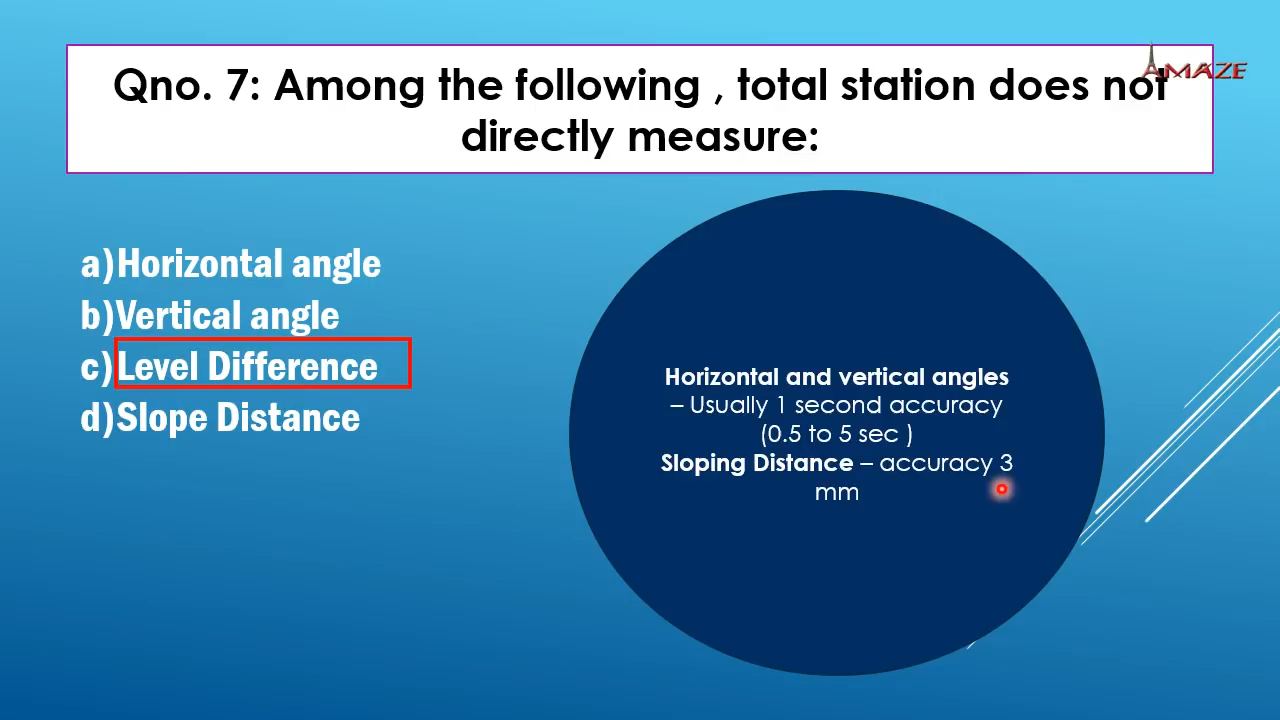 AMAZE
Qno. 7: Among the following , total station does not
directly measure:
a)Horizontal angle
b)Vertical angle
c)Level Difference
d)Slope Distance
Horizontal and vertical angles
– Usually 1 second accuracy
(0.5 to 5 sec )
Sloping Distance – accuracy 3
mm